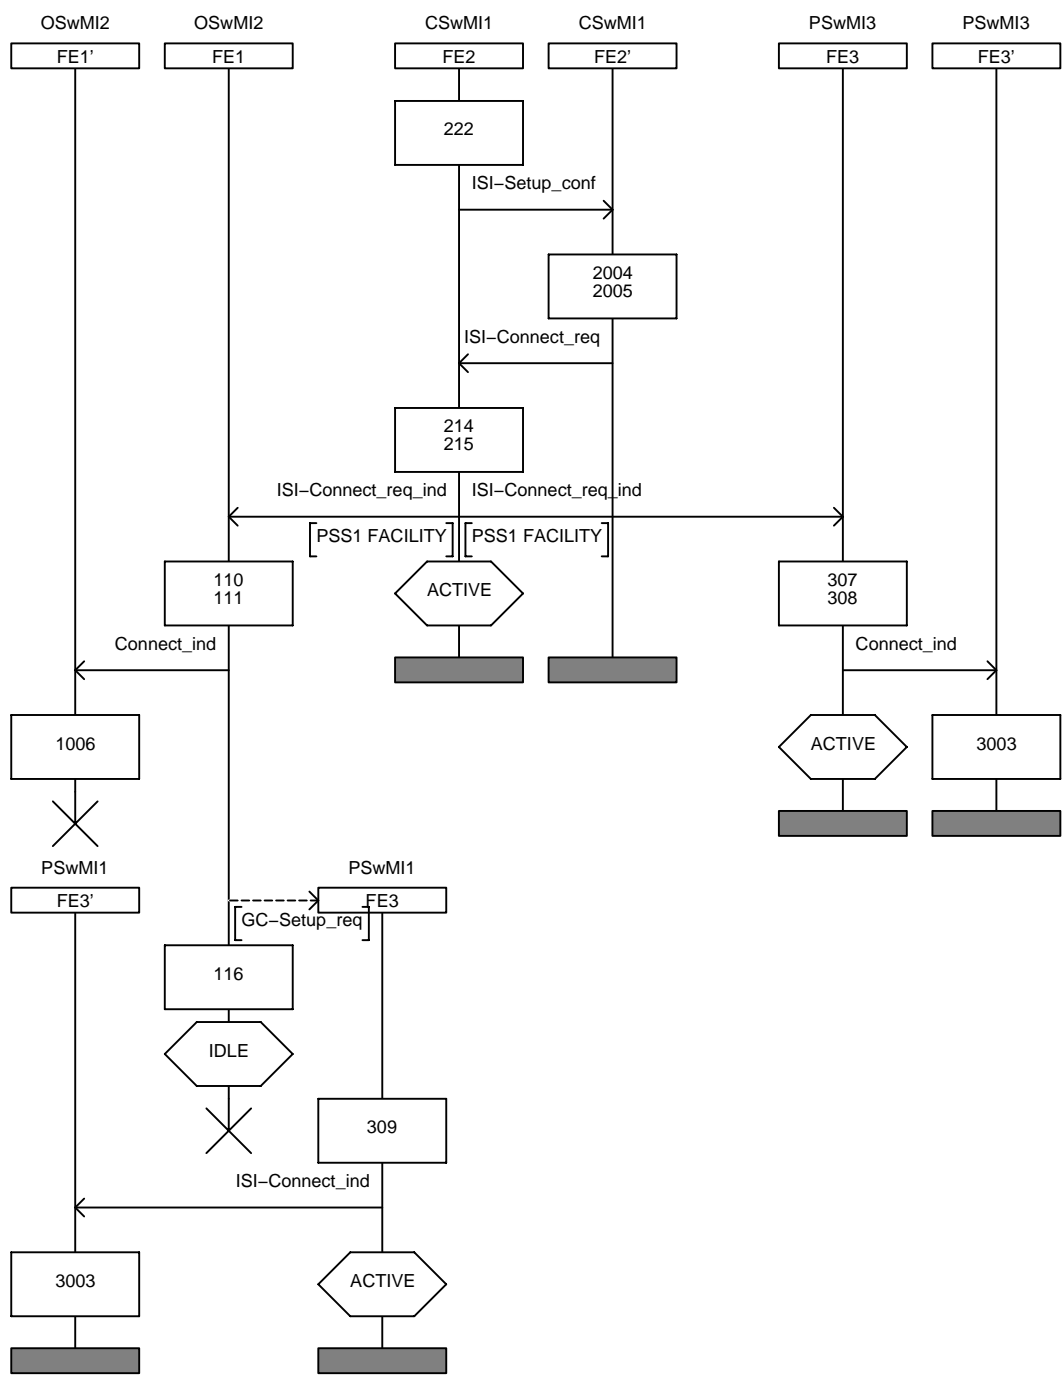 OSwMI2 OSwMI2 CSwMI1 CSwMI1 PSwMI3 PSwMI3
FE1’ FE1 FE2 FE2’ FE3 FE3’
222
ISI−Setup_conf
2004
2005
ISI−Connect_req
214
215
ISI−Connect_req_ind ISI−Connect_req_ind
[PSS1 FACILITY] [PSS1 FACILITY]
110 ACTIVE 307
111 308
Connect_ind Connect_ind
1006 ACTIVE 3003
PSwMI1 PSwMI1
FE3’ FE3
[GC−Setup_req]
116
IDLE
309
ISI−Connect_ind
3003 ACTIVE